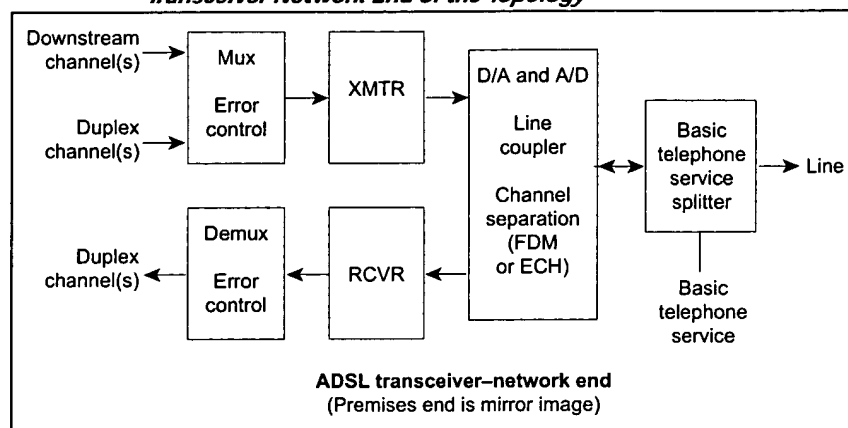 Transceiver Network End of the Topology
Downstream
channel(s)
Duplex
channel(s)
Mux
Error
control
XMTR
D/A and A/D
Line
coupler
Channel
separation
(FDM
or ECH)
Basic
telephone
service
splitter
Line
Duplex
channel(s)
Demux
Error
control
RCVR
Basic
telephone
service
ADSL transceiver–network end
(Premises end is mirror image)